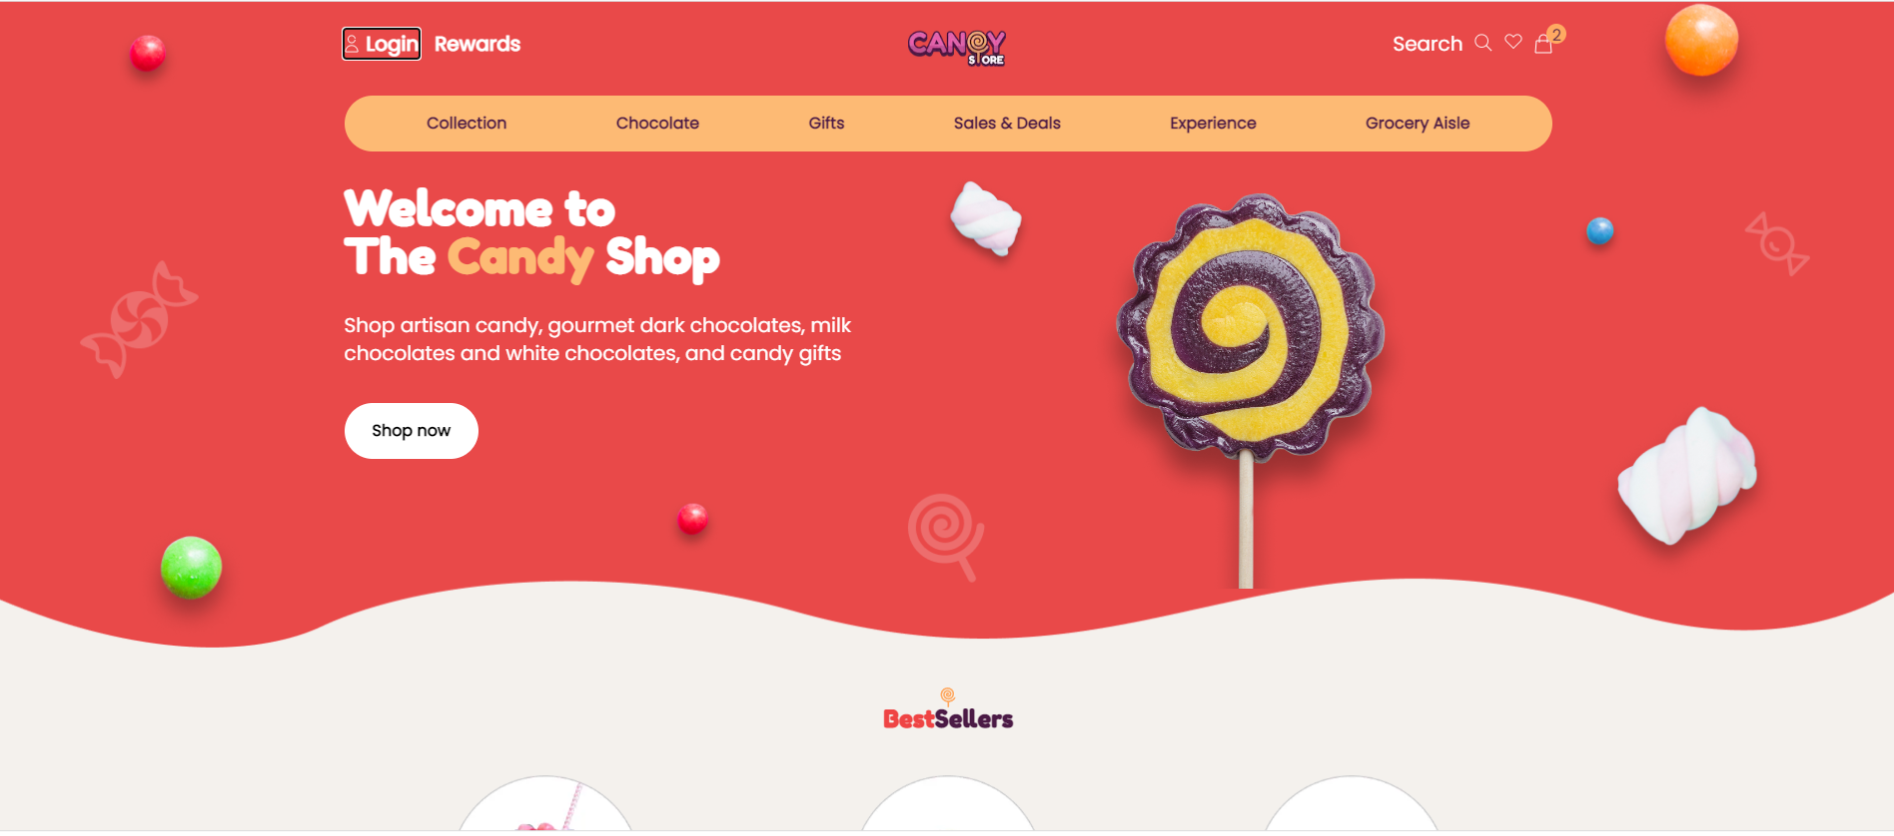 Login Rewards
CANDY
STORE
Search
2
Collection Chocolate Gifts Sales & Deals Experience Grocery Aisle
Welcome to
The Candy Shop
Shop artisan candy, gourmet dark chocolates, milk
chocolates and white chocolates, and candy gifts
Shop now
BestSellers